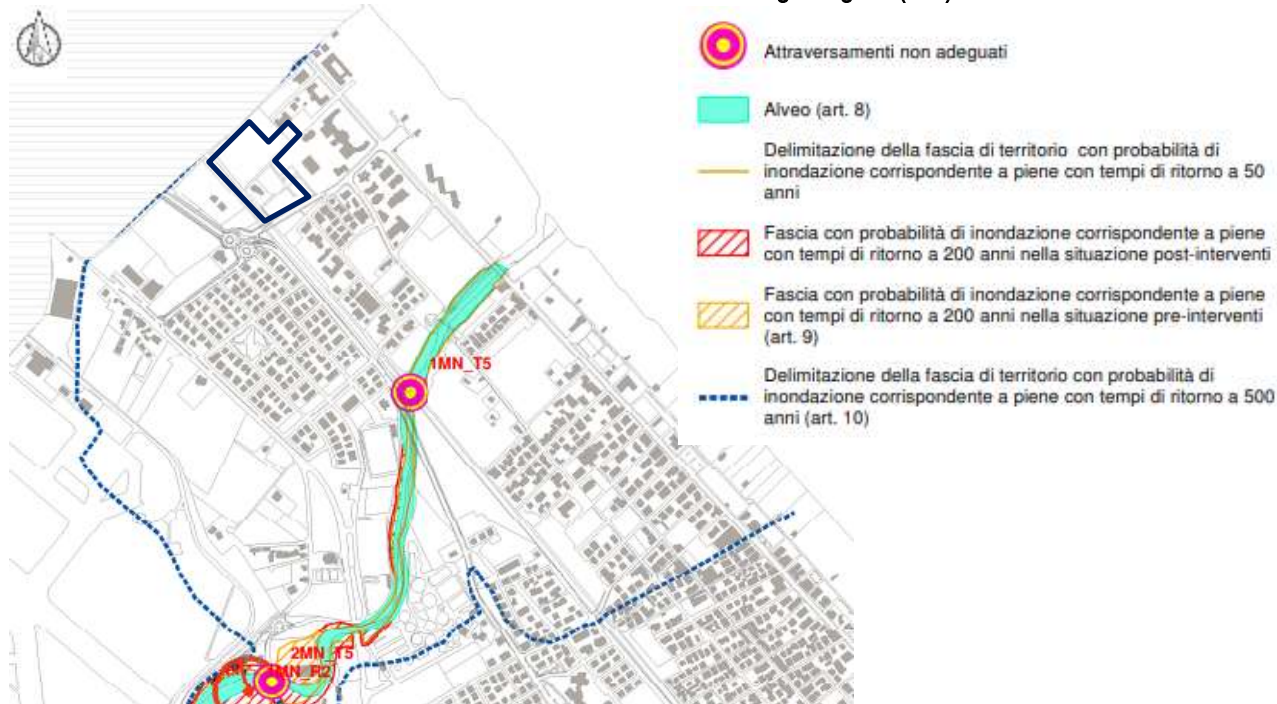 Attraversamenti non adeguati
Alveo (art. 8)
Delimitazione della fascia di territorio con probabilità di
inondazione corrispondente a piene con tempi di ritorno a 50
anni
Fascia con probabilità di inondazione corrispondente a piene
con tempi di ritorno a 200 anni nella situazione post-interventi
Fascia con probabilità di inondazione corrispondente a piene
con tempi di ritorno a 200 anni nella situazione pre-interventi
(art. 9)
Delimitazione della fascia di territorio con probabilità di
inondazione corrispondente a piene con tempi di ritorno a 500
anni (art. 10)
1MN_T5
2MN_T5